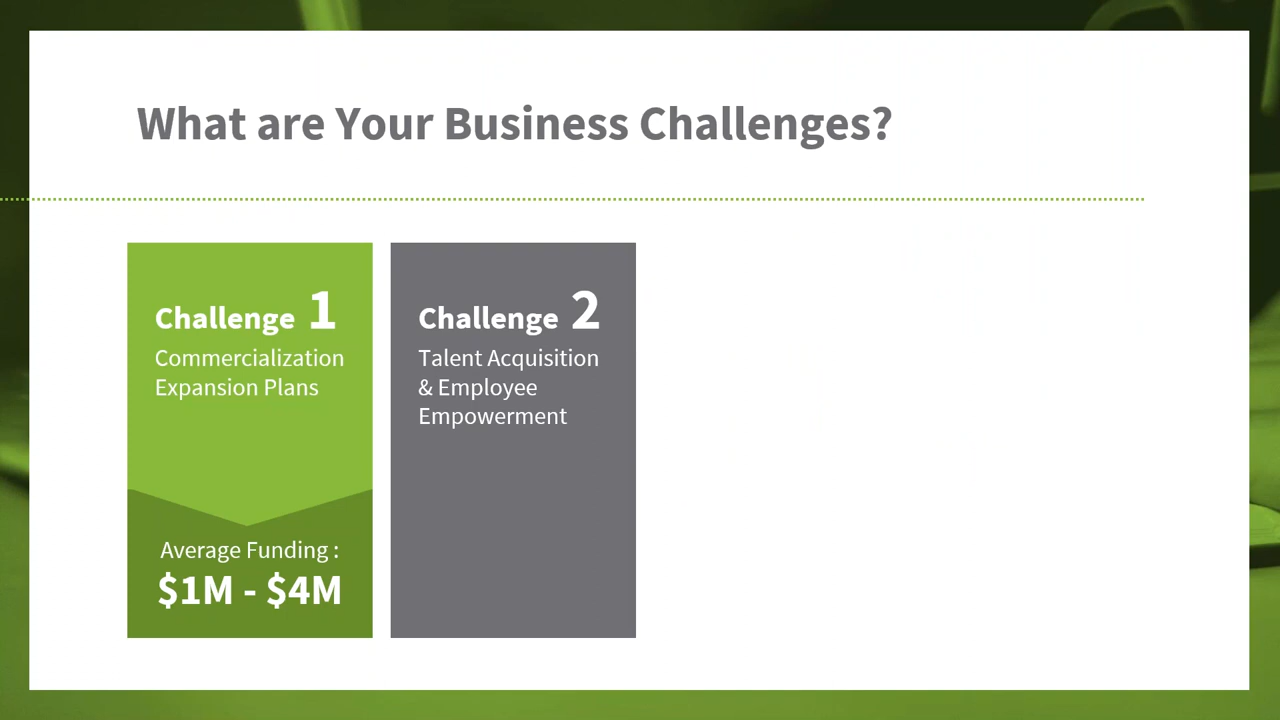 What are Your Business Challenges?
Challenge 1
Commercialization
Expansion Plans
Average Funding :
$1M - $4M
Challenge 2
Talent Acquisition
& Employee
Empowerment